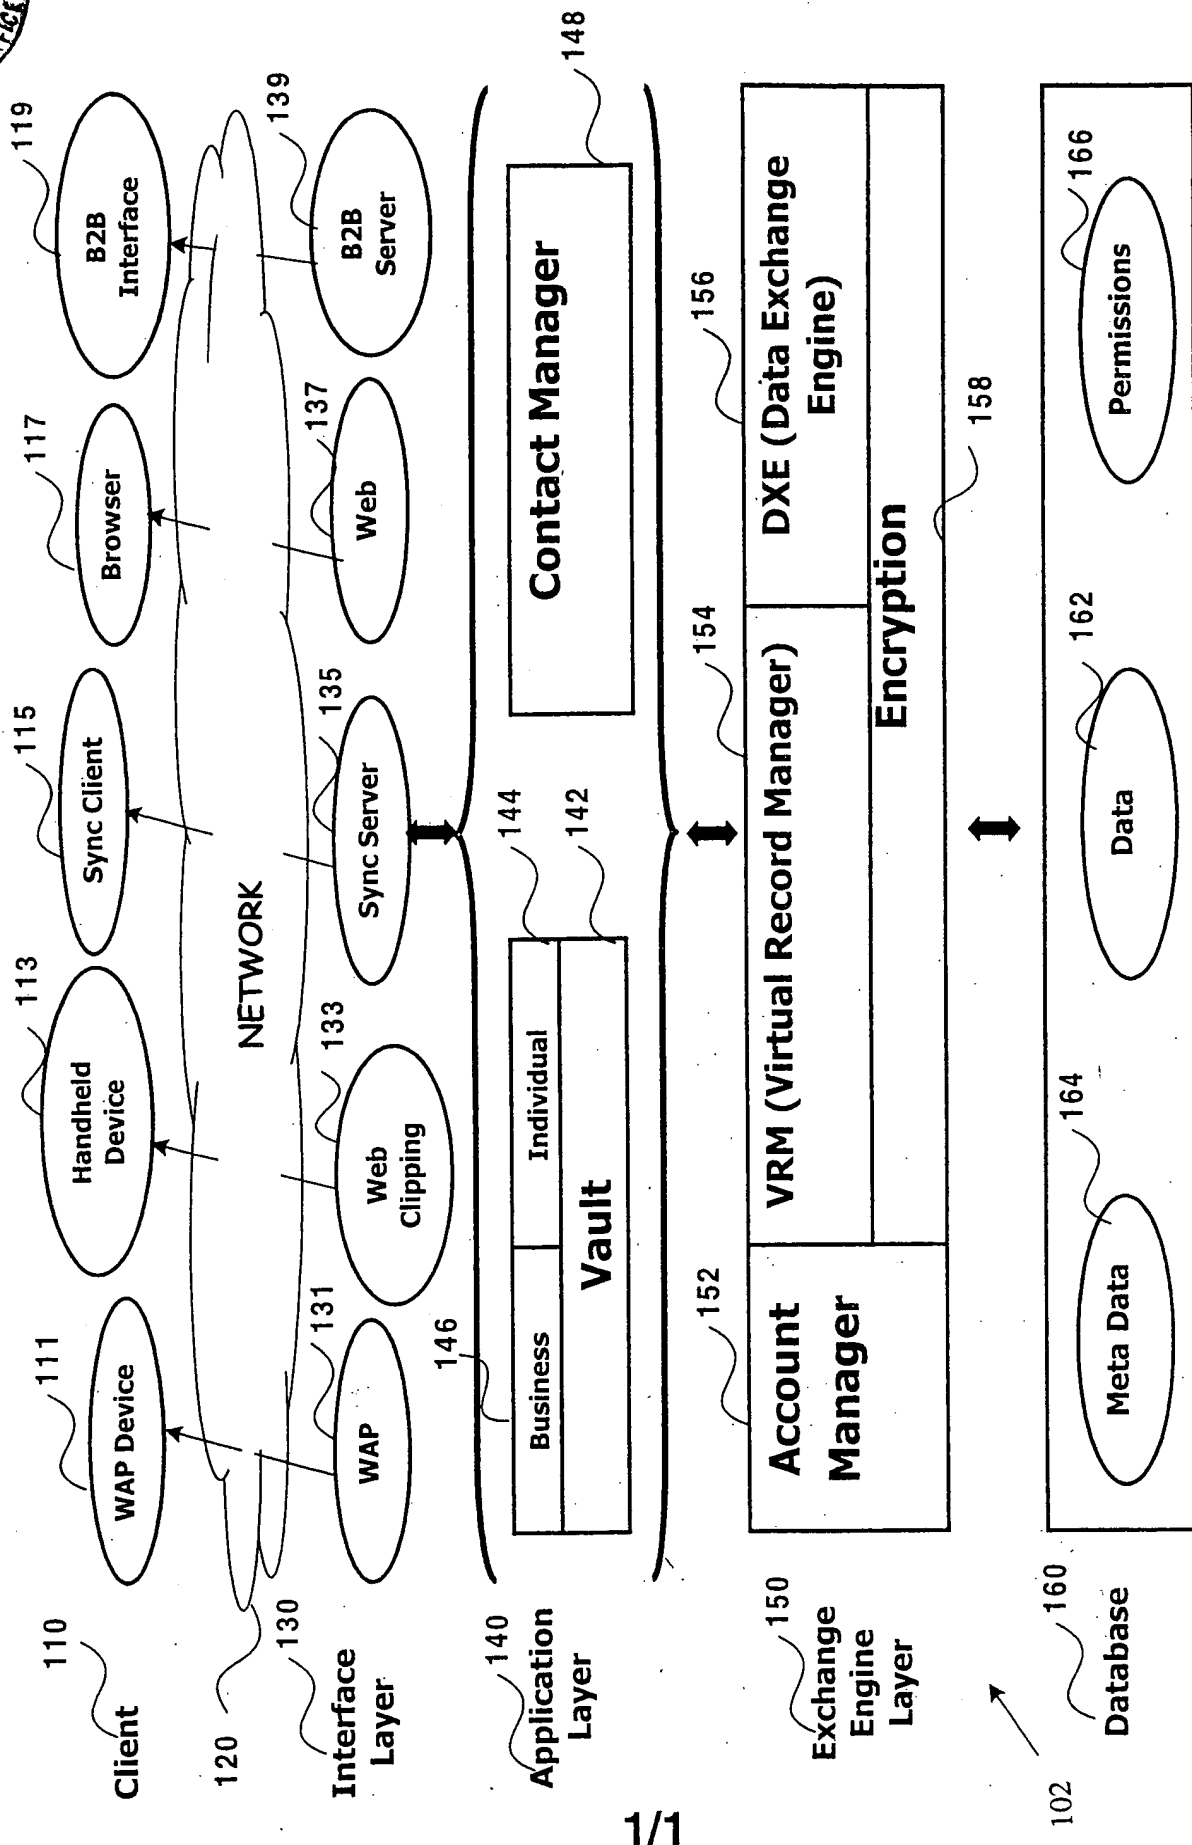 110
Client
111
WAP Device
113
Handheld
Device
115
Sync Client
117
Browser
119
B2B
Interface
120
NETWORK
130
Interface
Layer
131
WAP
133
Web
Clipping
135
Sync Server
137
Web
139
B2B
Server
140
Application
Layer
146
Business
Individual
144
Vault
142
Contact Manager
148
150
Exchange
Engine
Layer
152
Account
Manager
154
VRM (Virtual Record Manager)
156
DXE (Data Exchange
Engine)
Encryption
158
160
Database
164
Meta Data
162
Data
166
Permissions
102
1/1